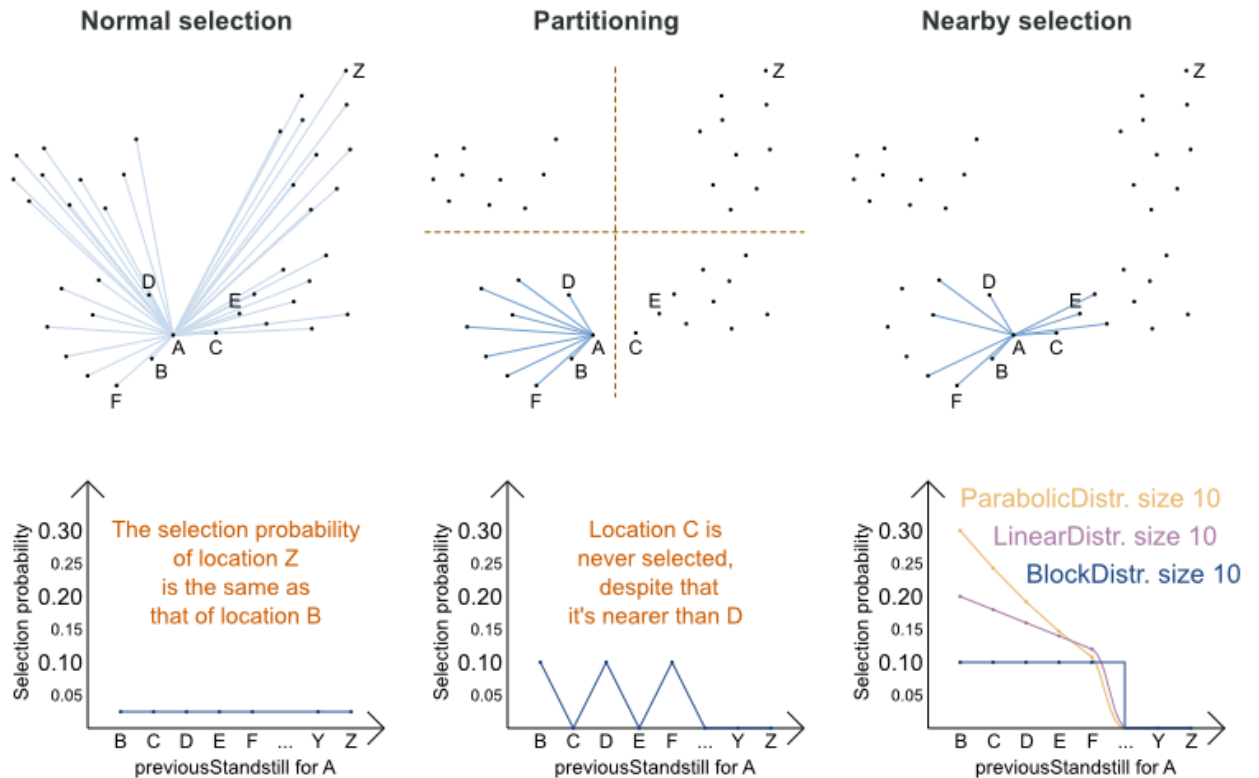 Normal selection
Partitioning
Nearby selection
Z
D
E
A
C
B
F
Z
D
E
A
C
B
F
Z
D
E
A
C
B
F
Selection probability
0.30
0.25
0.20
0.15
0.10
0.05
The selection probability
of location Z
is the same as
that of location B
B C D E F ... Y Z
previousStandstill for A
Selection probability
0.30
0.25
0.20
0.15
0.10
0.05
Location C is
never selected,
despite that
it's nearer than D
B C D E F ... Y Z
previousStandstill for A
Selection probability
0.30
0.25
0.20
0.15
0.10
0.05
ParabolicDistr. size 10
LinearDistr. size 10
BlockDistr. size 10
B C D E F ... Y Z
previousStandstill for A